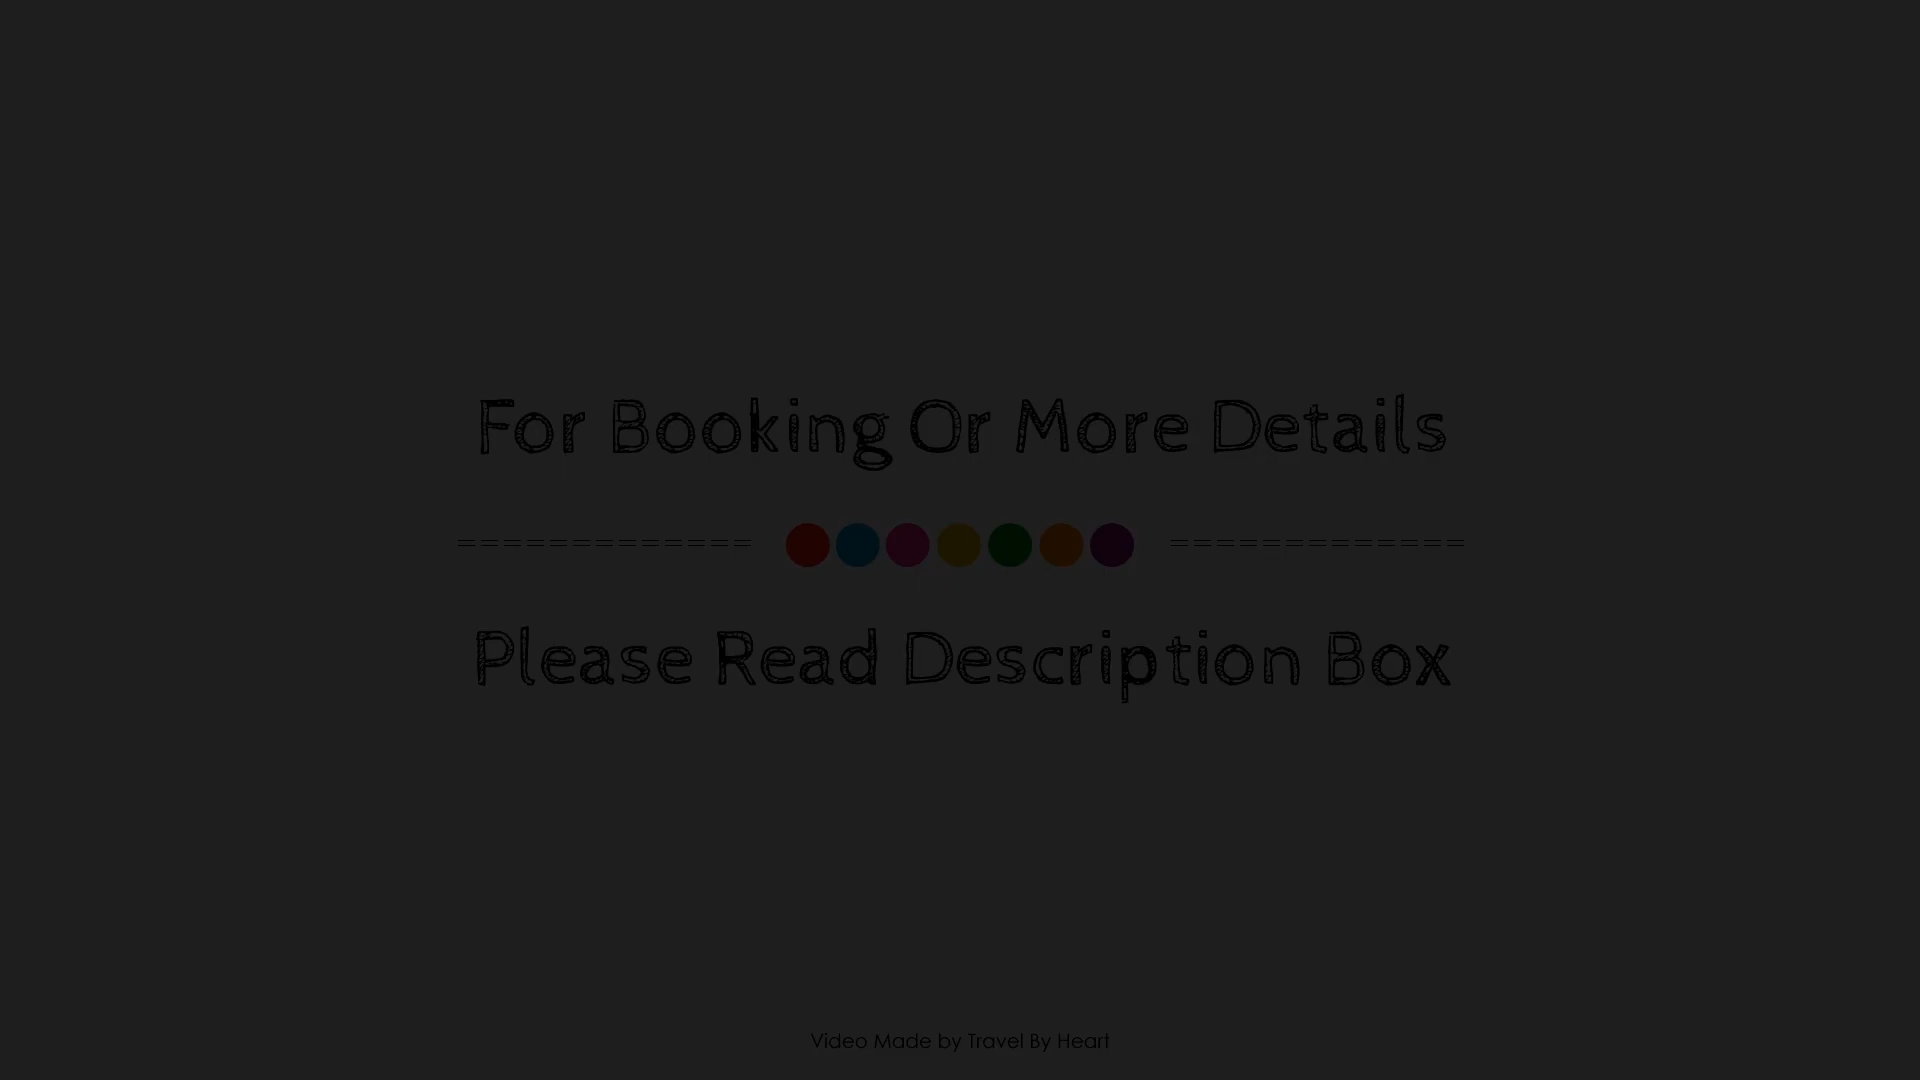 For Booking Or More Details
============= =============
Please Read Description Box
Video Made by Travel By Heart